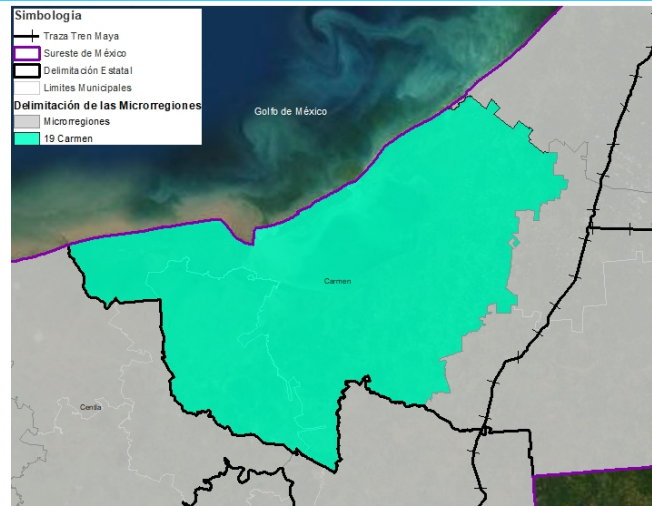 Simbologia
Traza Tren Maya
Sureste de México
Delimitación Estatal
Limites Municipales
Delimitación de las Microrregiones
Microrregiones
19 Carmen
Golfo de México
Carmen
Centla